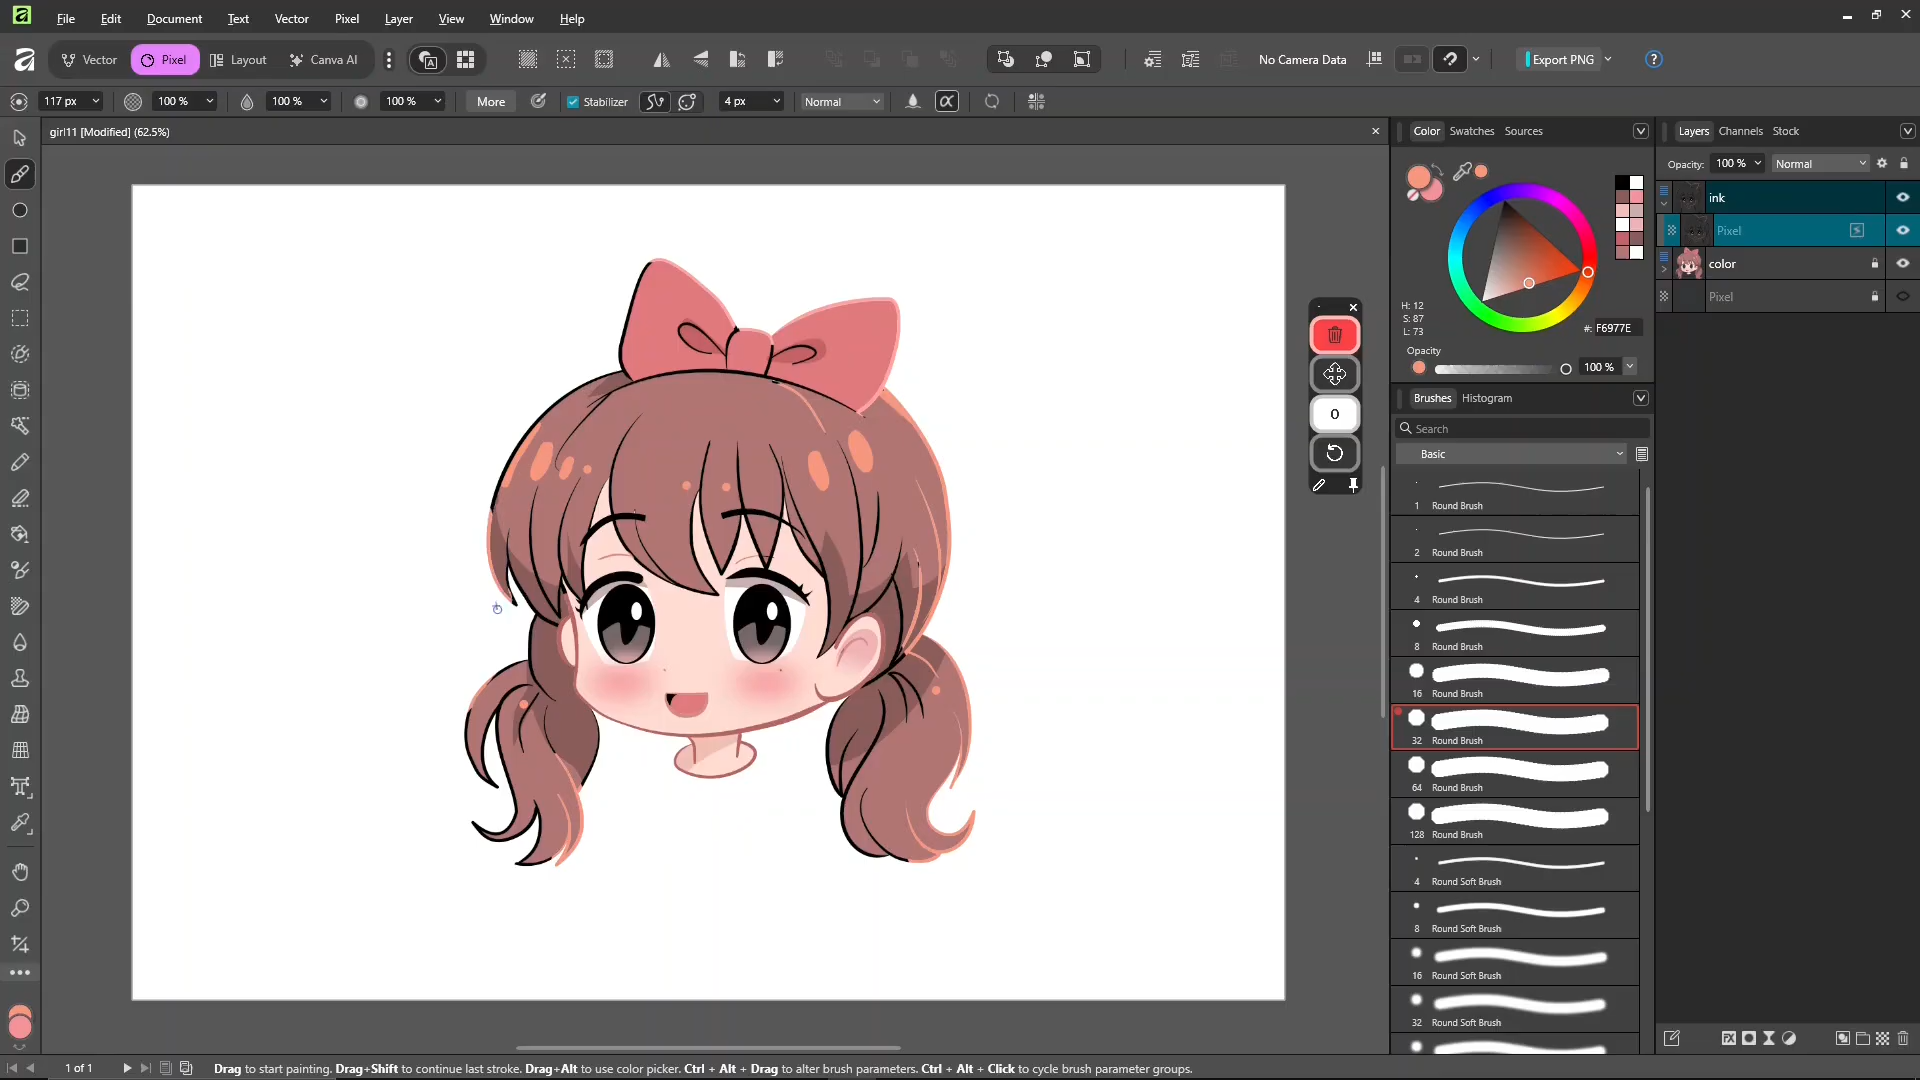 File Edit Document Text Vector Pixel Layer View Window Help
Vector Pixel Layout Canva AI No Camera Data Export PNG
117 px 100 % 100 % 100 % More Stabilizer 4 px Normal
girl11 [Modified] (62.5%)
Color Swatches Sources
H: 12
S: 87
L: 73
#: F6977E
Opacity
100 %
Brushes Histogram
Search
Basic
1 Round Brush
2 Round Brush
4 Round Brush
8 Round Brush
16 Round Brush
32 Round Brush
64 Round Brush
128 Round Brush
4 Round Soft Brush
8 Round Soft Brush
16 Round Soft Brush
32 Round Soft Brush
Layers Channels Stock
Opacity: 100 % Normal
ink
Pixel
color
Pixel
0
1 of 1 Drag to start painting. Drag+Shift to continue last stroke. Drag+Alt to use color picker. Ctrl + Alt + Drag to alter brush parameters. Ctrl + Alt + Click to cycle brush parameter groups.